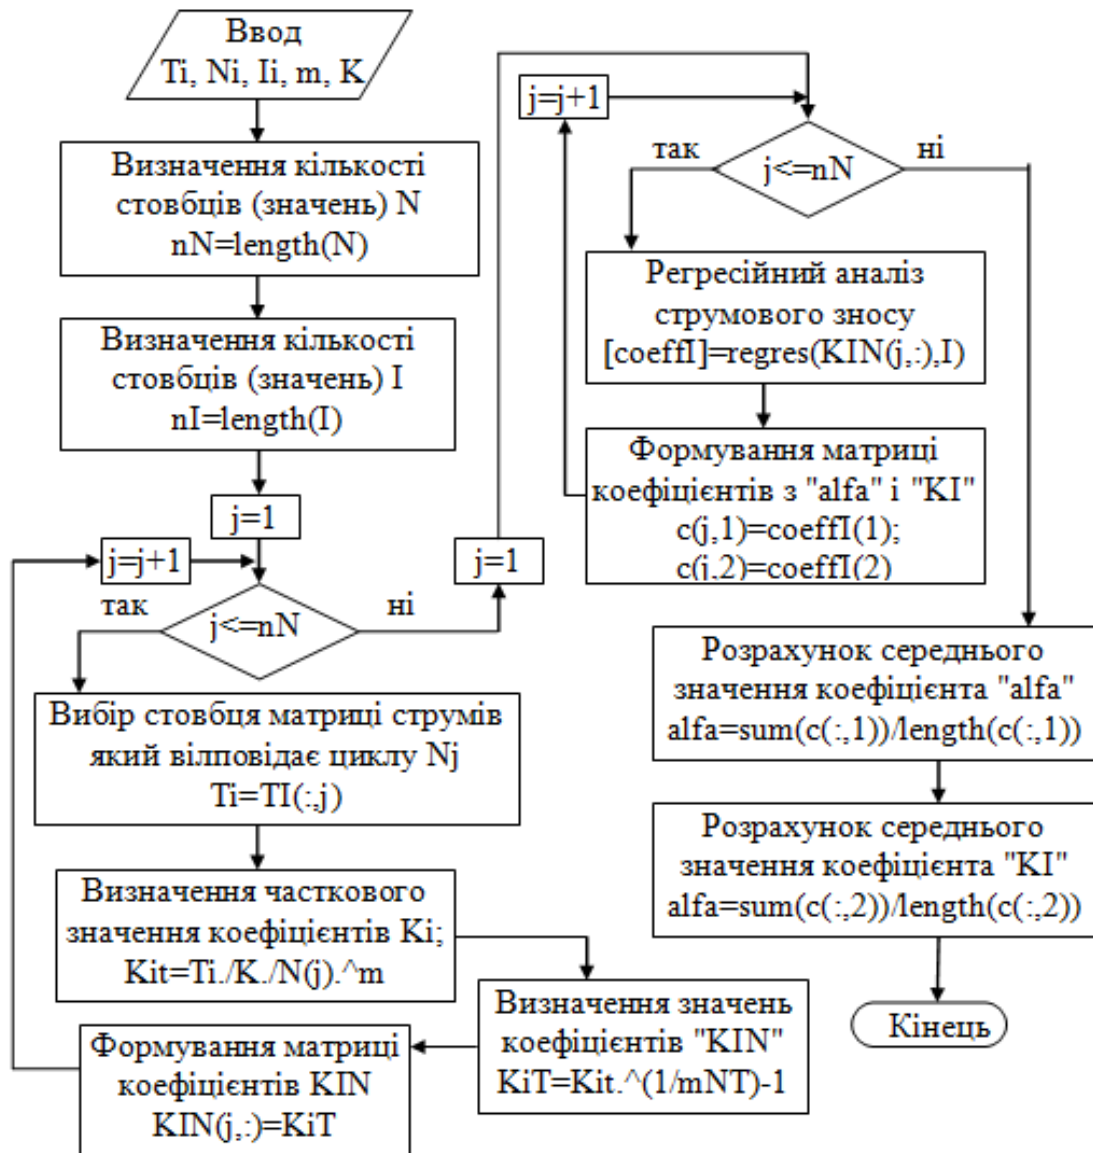 Ввод
Ti, Ni, Ii, m, K
Визначення кількості
стовбців (значень) N
nN=length(N)
Визначення кількості
стовбців (значень) I
nI=length(I)
j=1
j=j+1
так
j<=nN
ні
j=1
Вибір стовбця матриці струмів
який вілповідає циклу Nj
Ti=TI(:,j)
Визначення часткового
значення коефіцієнтів Ki;
Kit=Ti./K./N(j).^m
Визначення значень
коефіцієнтів "KIN"
KiT=Kit.^(1/mNT)-1
Формування матриці
коефіцієнтів KIN
KIN(j,:)=KiT
j=j+1
так
j<=nN
ні
Регресійний аналіз
струмового зносу
[coeffI]=regres(KIN(j,:),I)
Формування матриці
коефіцієнтів з "alfa" і "KI"
c(j,1)=coeffI(1);
c(j,2)=coeffI(2)
Розрахунок середнього
значення коефіцієнта "alfa"
alfa=sum(c(:,1))/length(c(:,1))
Розрахунок середнього
значення коефіцієнта "KI"
alfa=sum(c(:,2))/length(c(:,2))
Кінець